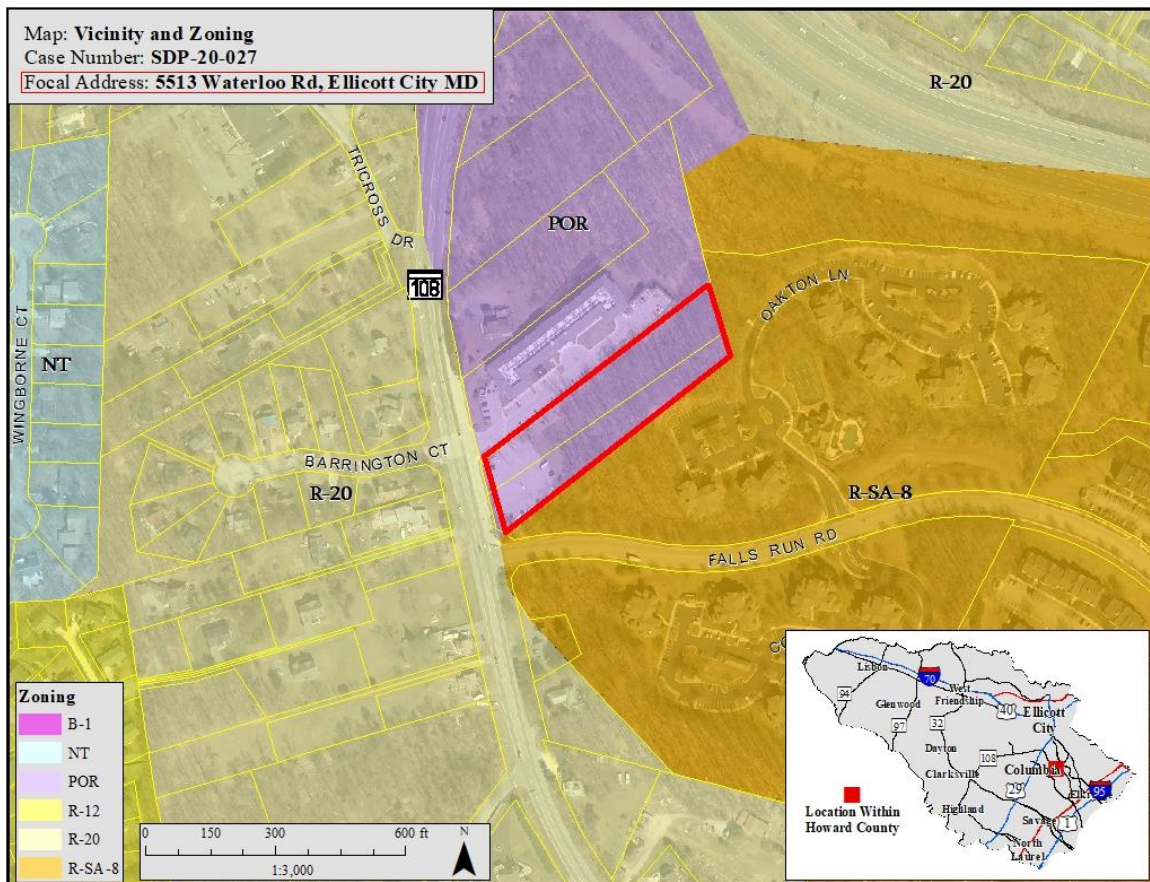 Map: Vicinity and Zoning
Case Number: SDP-20-027
Focal Address: 5513 Waterloo Rd, Ellicott City MD
R-20
TRICROSS DR
POR
108
OAKTON LN
WINGBORNE CT
NT
BARRINGTON CT
R-20
R-SA-8
FALLS RUN RD
Zoning
B-1
NT
POR
R-12
R-20
R-SA-8
0 150 300 600 ft
N
1:3,000
Lisbon
70
94
West
Friendship
Glenwood
40
Ellicott
City
97
32
Dayton
108
Clarksville
Columbia
29
95
Highland
Savage
1
North
Laurel
Location Within
Howard County